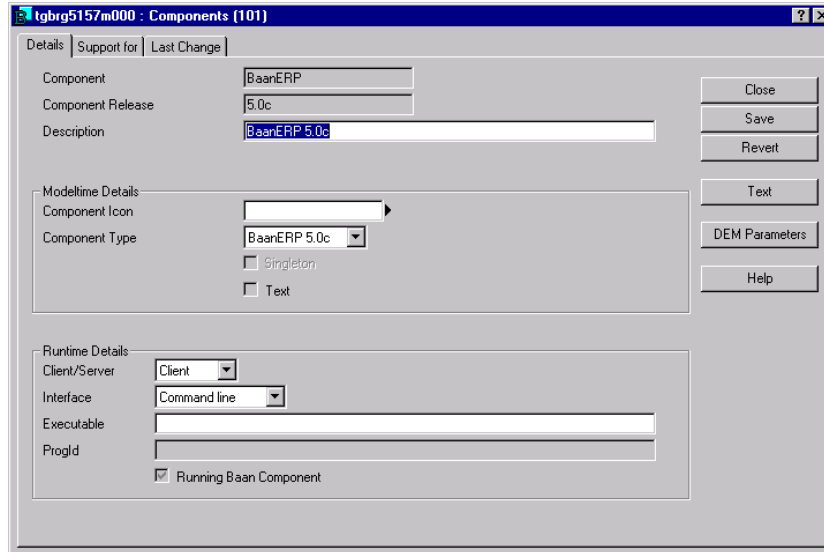 tgbrg5157m000 : Components (101)
Details Support for Last Change
Component BaanERP
Component Release 5.0c
Description BaanERP 5.0c
Close
Save
Revert
Modeltime Details
Component Icon
Component Type BaanERP 5.0c
Singleton
Text
Text
DEM Parameters
Help
Runtime Details
Client/Server Client
Interface Command line
Executable
ProgId
Running Baan Component